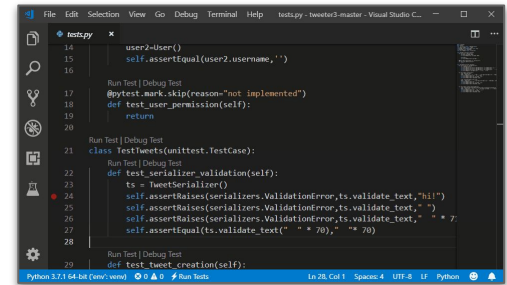 File Edit Selection View Go Debug Terminal Help tests.py - tweeter3-master - Visual Studio C...
tests.py ×
14 user2=User()
15 self.assertEqual(user2.username,'')
16
Run Test | Debug Test
17 @pytest.mark.skip(reason="not implemented")
18 def test_user_permission(self):
19 return
20
Run Test | Debug Test
21 class TestTweets(unittest.TestCase):
Run Test | Debug Test
22 def test_serializer_validation(self):
23 ts = TweetSerializer()
24 self.assertRaises(serializers.ValidationError,ts.validate_text,"hi!")
25 self.assertRaises(serializers.ValidationError,ts.validate_text," ")
26 self.assertRaises(serializers.ValidationError,ts.validate_text,"  " * 7
27 self.assertEqual(ts.validate_text("  " * 70),"  "* 70)
28
Run Test | Debug Test
29 def test_tweet_creation(self):
Python 3.7.1 64-bit ('env': venv) 0 0 Run Tests Ln 28, Col 1 Spaces: 4 UTF-8 LF Python